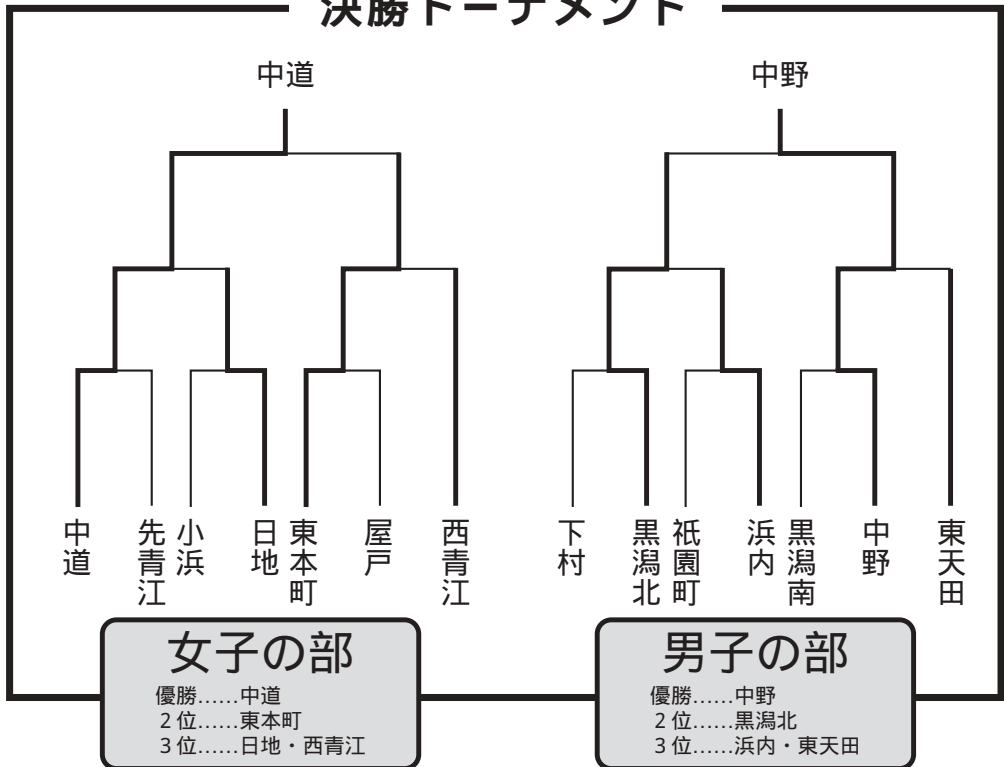 決勝トーナメント
中道
中野
中道
先青江
小浜
日地
東本町
屋戸
西青江
下村
黒潟北
祇園町
浜内
黒潟南
中野
東天田
女子の部
優勝……中道
2位……東本町
3位……日地・西青江
男子の部
優勝……中野
2位……黒潟北
3位……浜内・東天田